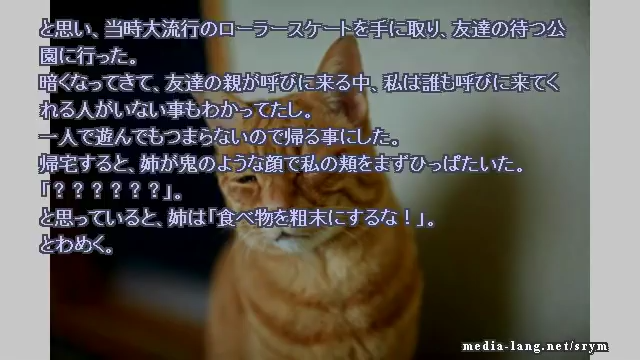 と思い、当時大流行のローラースケートを手に取り、友達の待つ公
園に行った。
暗くなってきて、友達の親が呼びに来る中、私は誰も呼びに来てく
れる人がいない事もわかってたし。
一人で遊んでもつまらないので帰る事にした。
帰宅すると、姉が鬼のような顔で私の頬をまずひっぱたいた。
「？？？？？？」。
と思っていると、姉は「食べ物を粗末にするな！」。
とわめく。
media-lang.net/srym